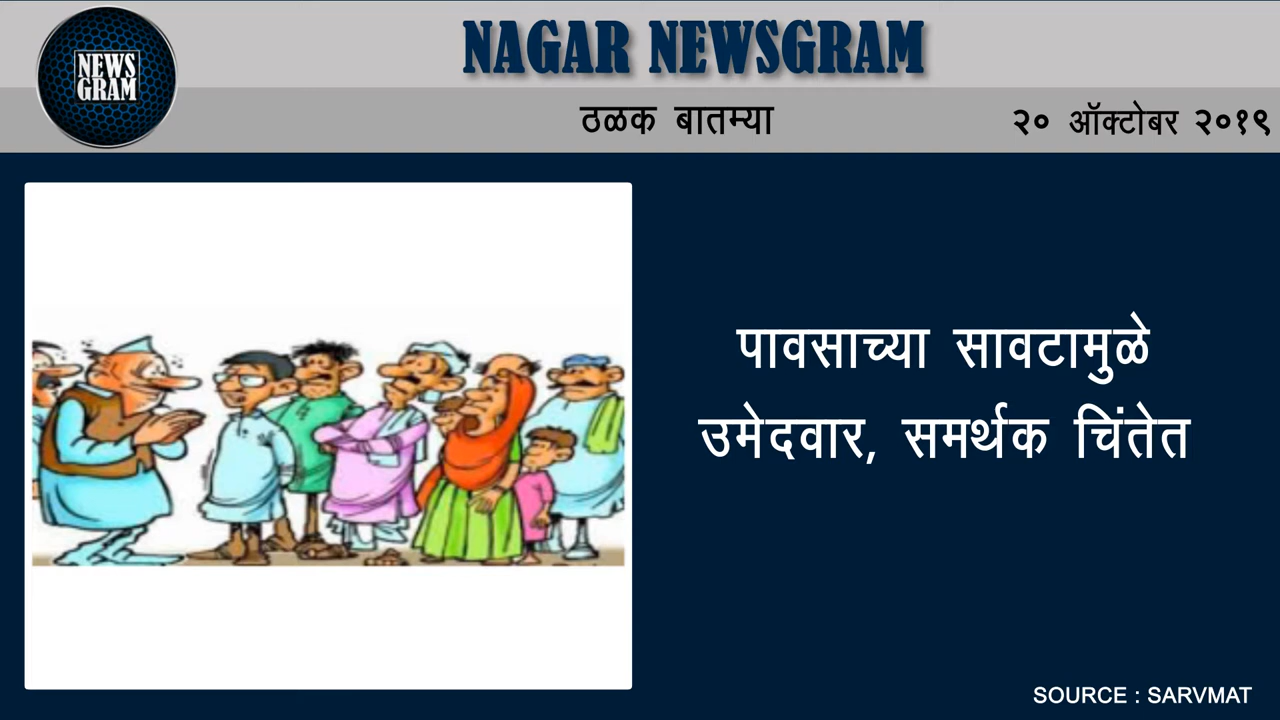 NEWS
GRAM
NAGAR NEWSGRAM
ठळक बातम्या
२० ऑक्टोबर २०१९
पावसाच्या सावटामुळे
उमेदवार, समर्थक चिंतेत
SOURCE : SARVMAT